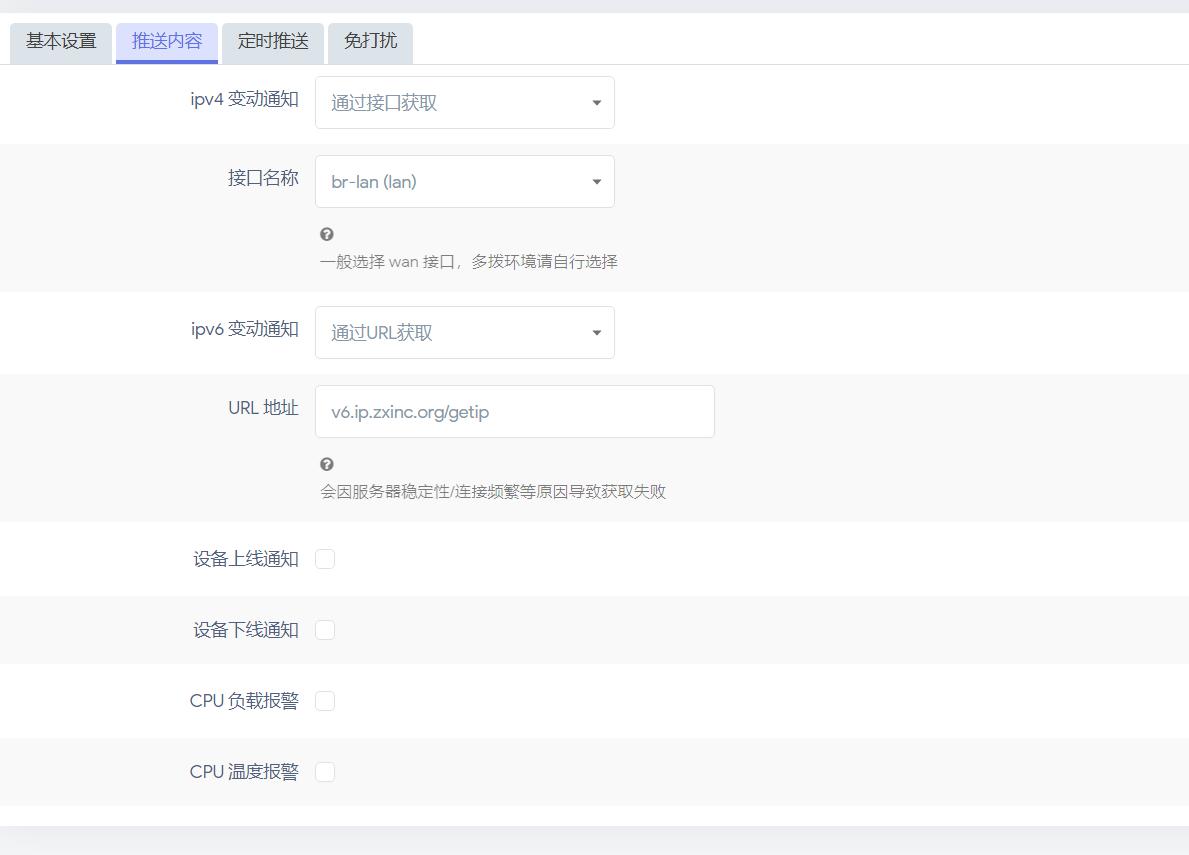 基本设置 推送内容 定时推送 免打扰
ipv4 变动通知 通过接口获取
接口名称 br-lan (lan)
一般选择 wan 接口，多拨环境请自行选择
ipv6 变动通知 通过URL获取
URL 地址 v6.ip.zxinc.org/getip
会因服务器稳定性/连接频繁等原因导致获取失败
设备上线通知
设备下线通知
CPU 负载报警
CPU 温度报警